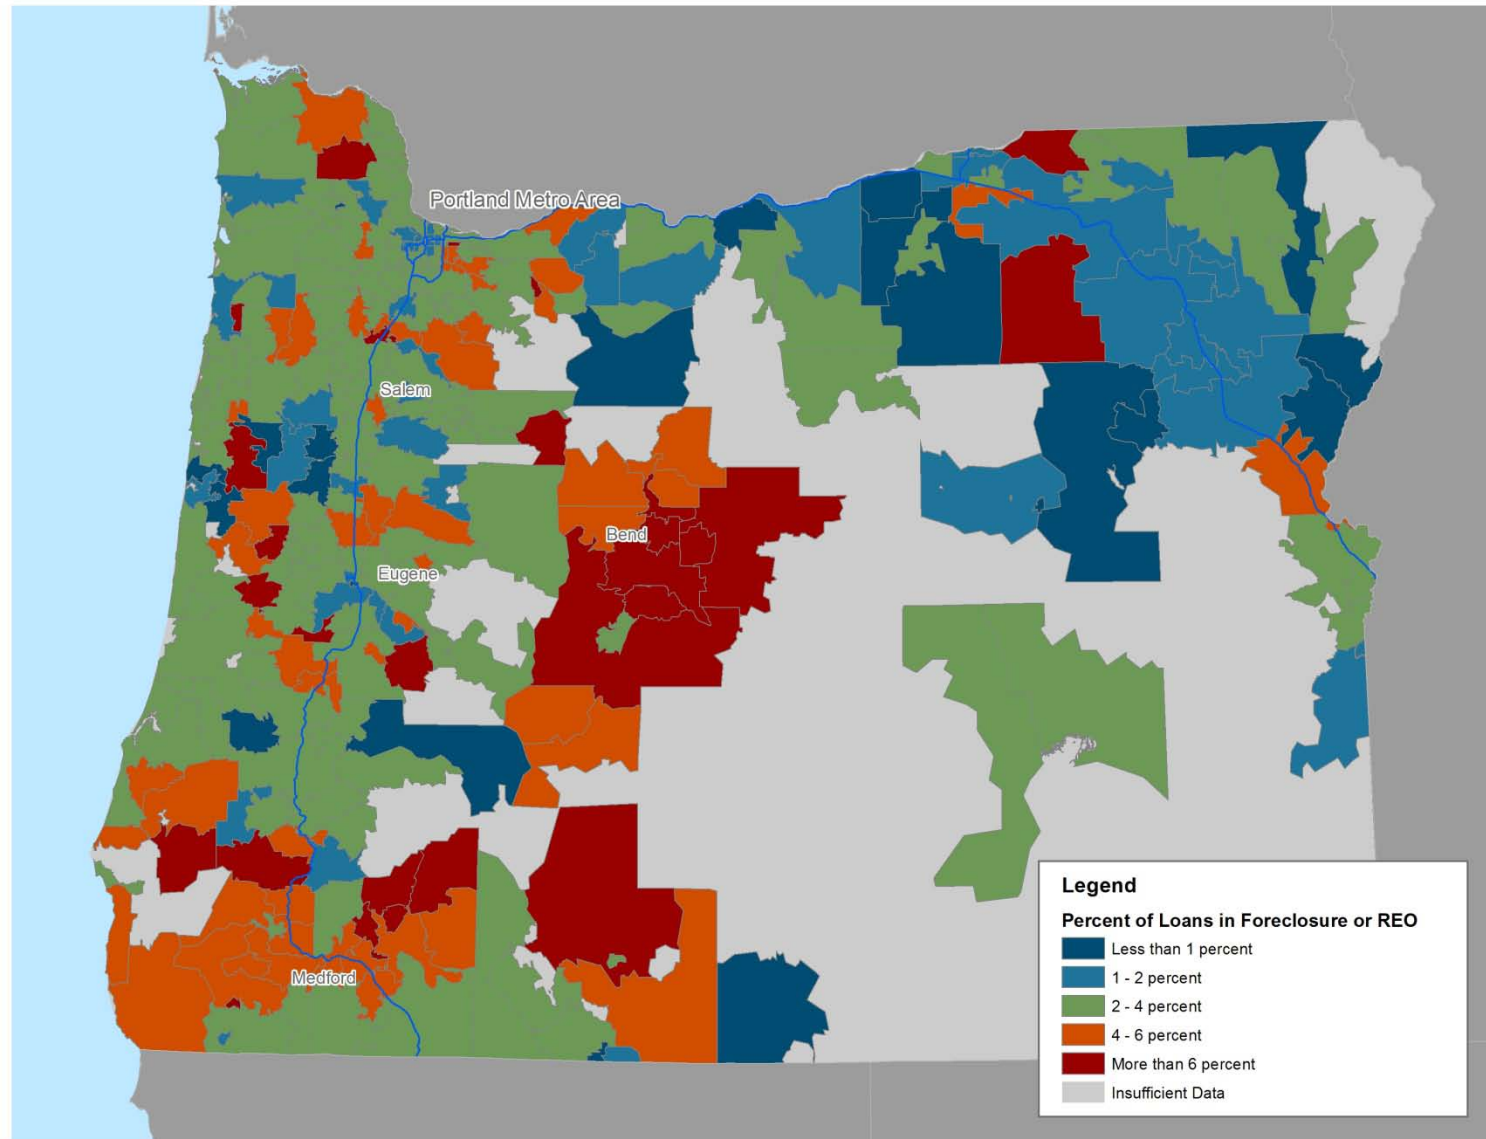 Portland Metro Area
Salem
Bend
Eugene
Medford
Legend
Percent of Loans in Foreclosure or REO
Less than 1 percent
1 - 2 percent
2 - 4 percent
4 - 6 percent
More than 6 percent
Insufficient Data